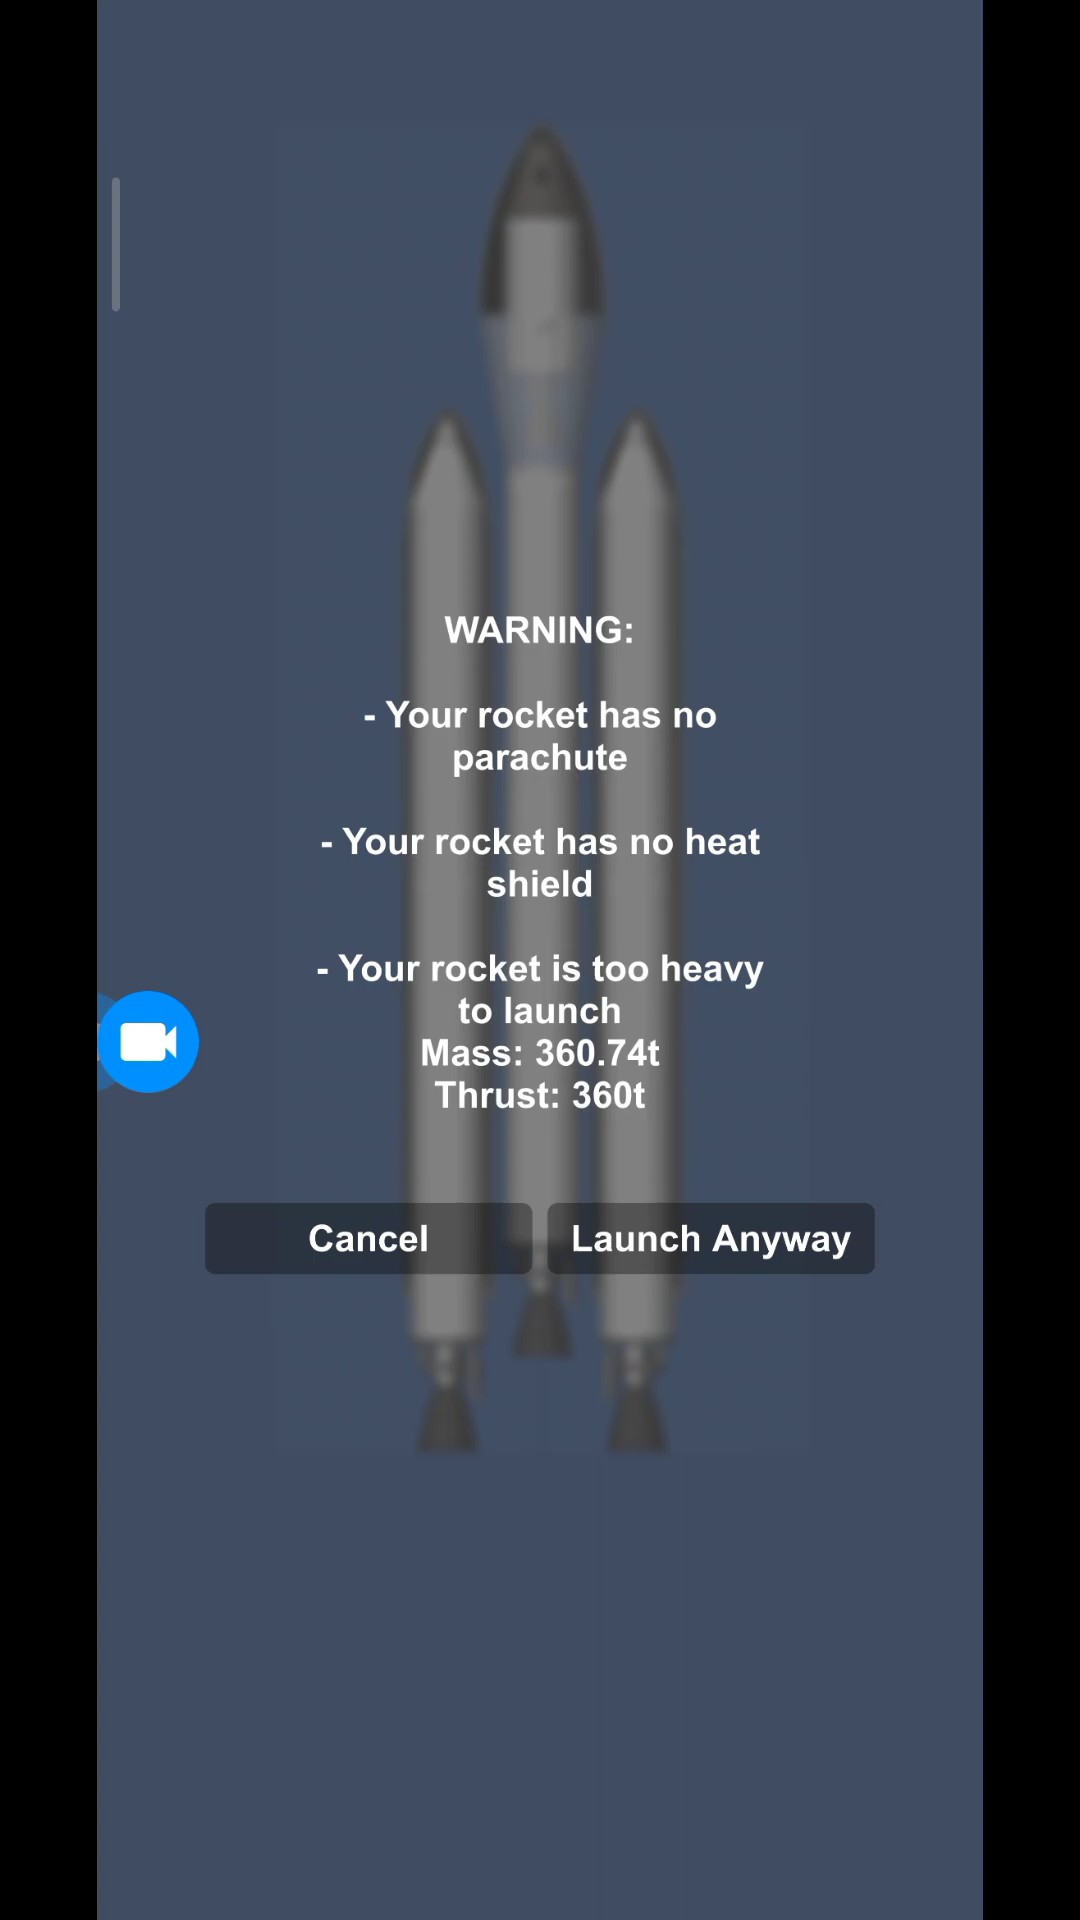 WARNING:
- Your rocket has no
parachute
- Your rocket has no heat
shield
- Your rocket is too heavy
to launch
Mass: 360.74t
Thrust: 360t
Cancel
Launch Anyway